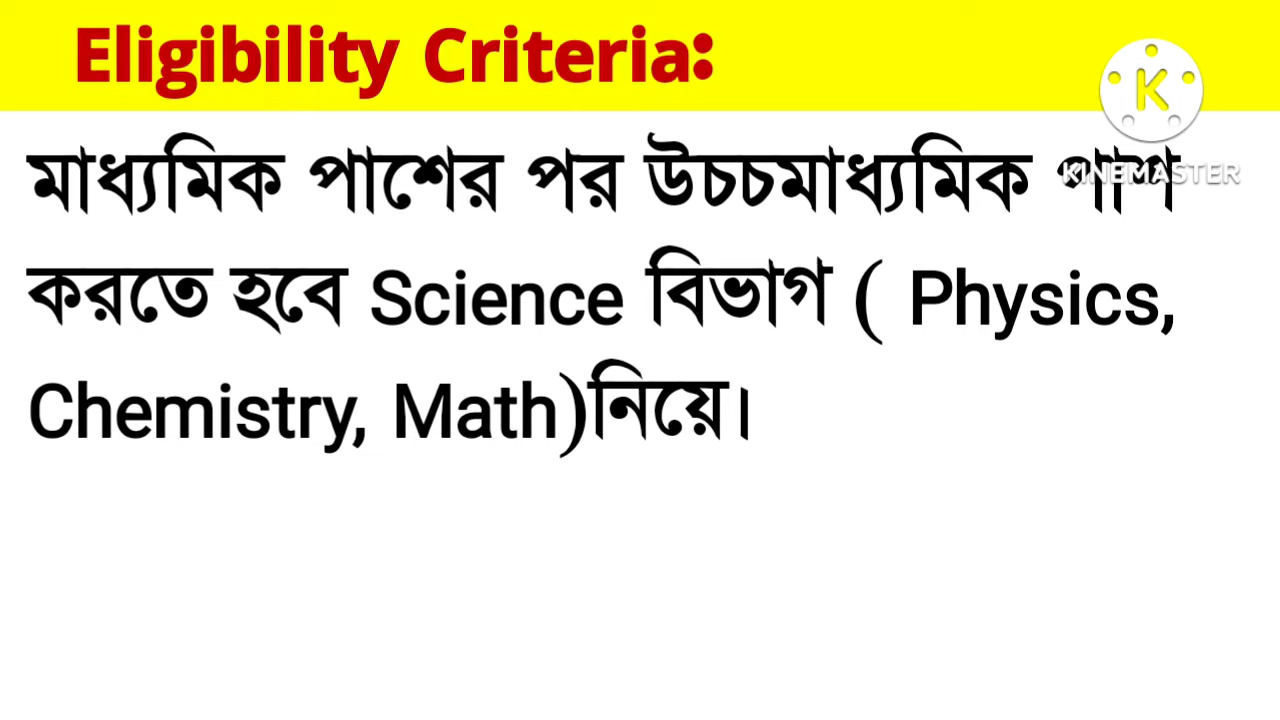 Eligibility Criteria:
K
KINEMASTER
মাধ্যমিক পাশের পর উচচমাধ্যমিক পাশ
করতে হবে Science বিভাগ ( Physics,
Chemistry, Math)নিয়ে।